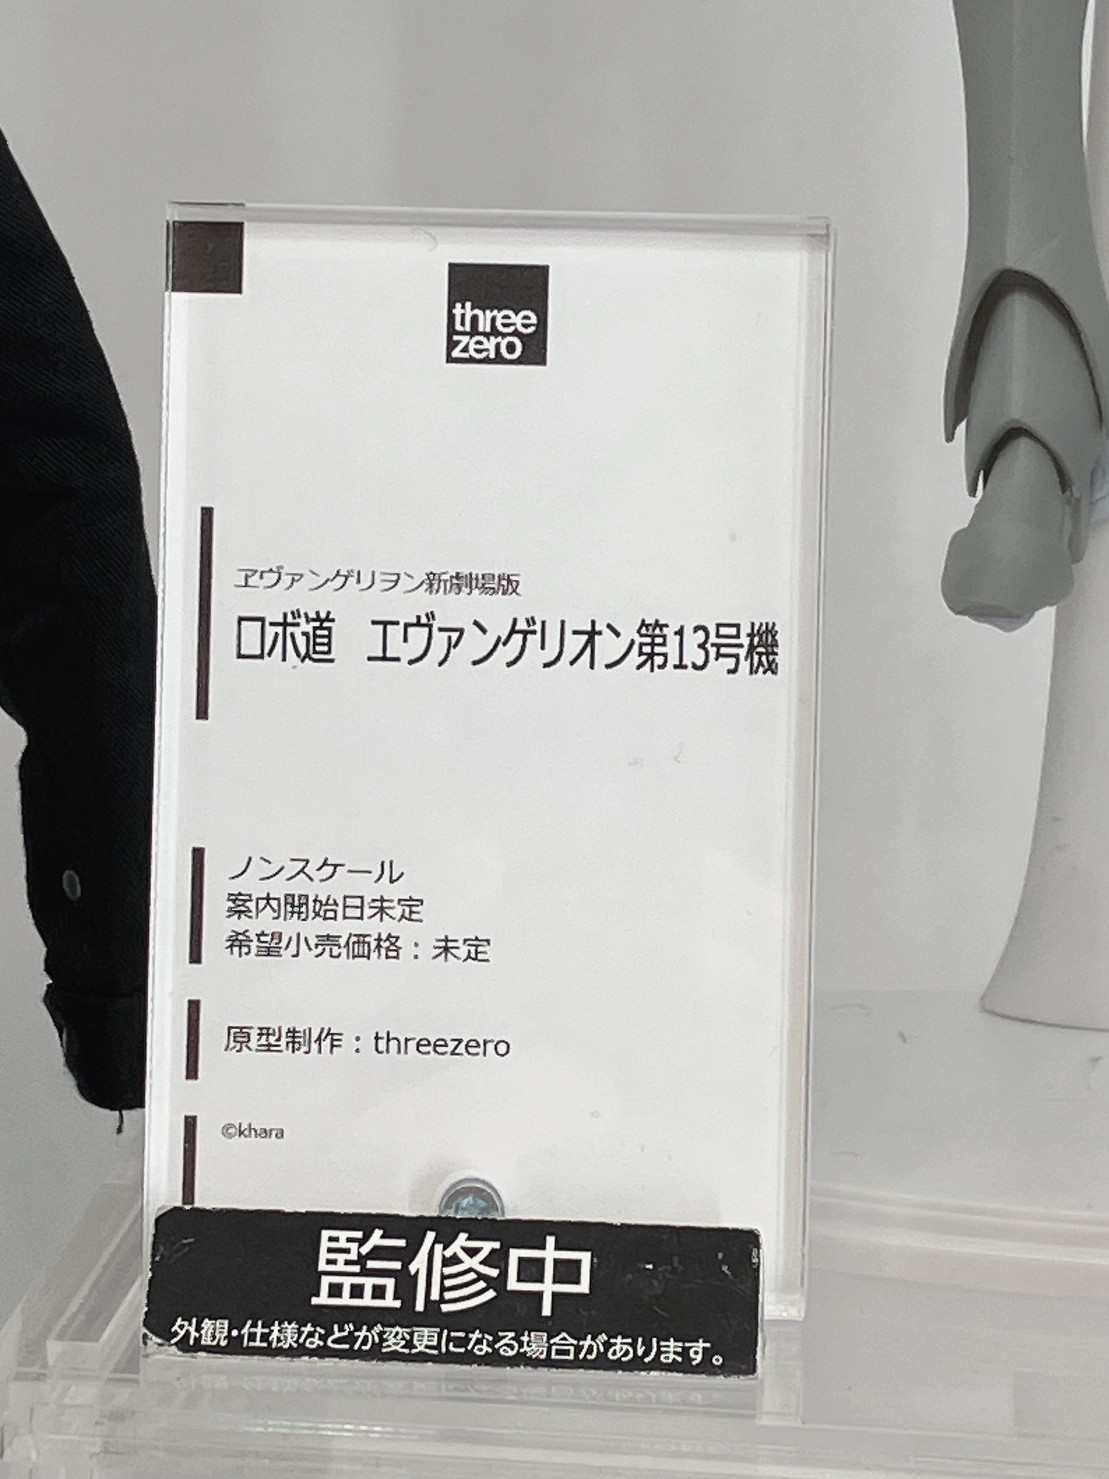 three
zero
ヱヴァンゲリヲン新劇場版
ロボ道　エヴァンゲリオン第13号機
ノンスケール
案内開始日未定
希望小売価格：未定
原型制作：threezero
©khara
監修中
外観・仕様などが変更になる場合があります。